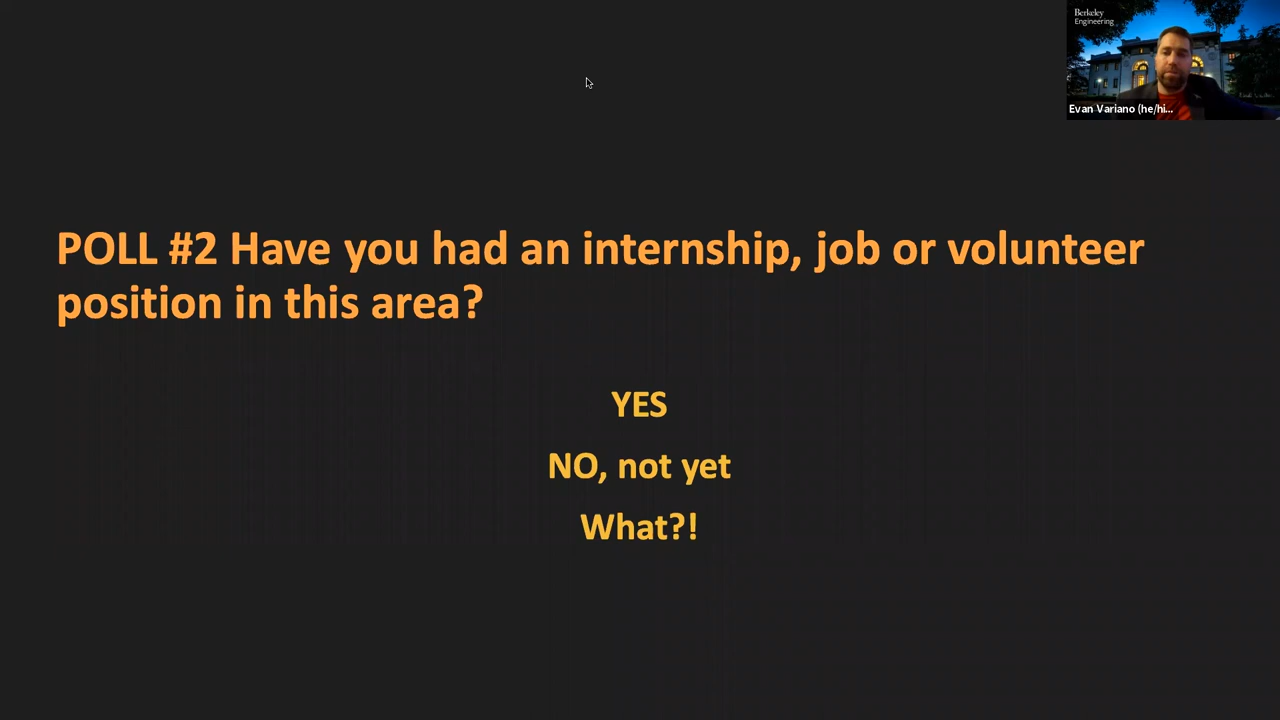 Berkeley
Engineering
Evan Variano (he/hi...
POLL #2 Have you had an internship, job or volunteer
position in this area?
YES
NO, not yet
What?!